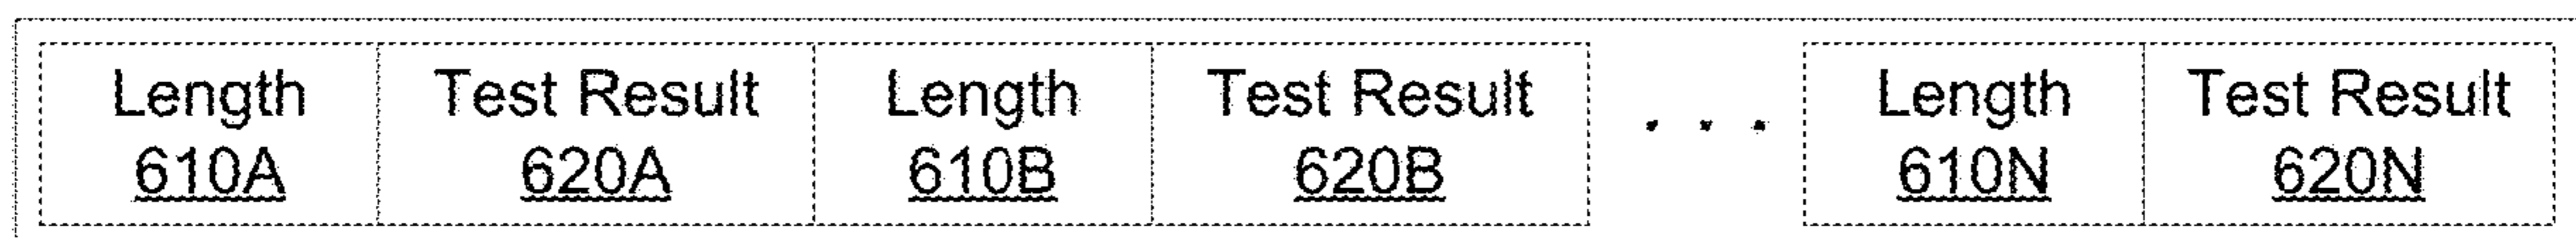 Length Test Result Length Test Result . . . Length Test Result
610A 620A 610B 620B 610N 620N